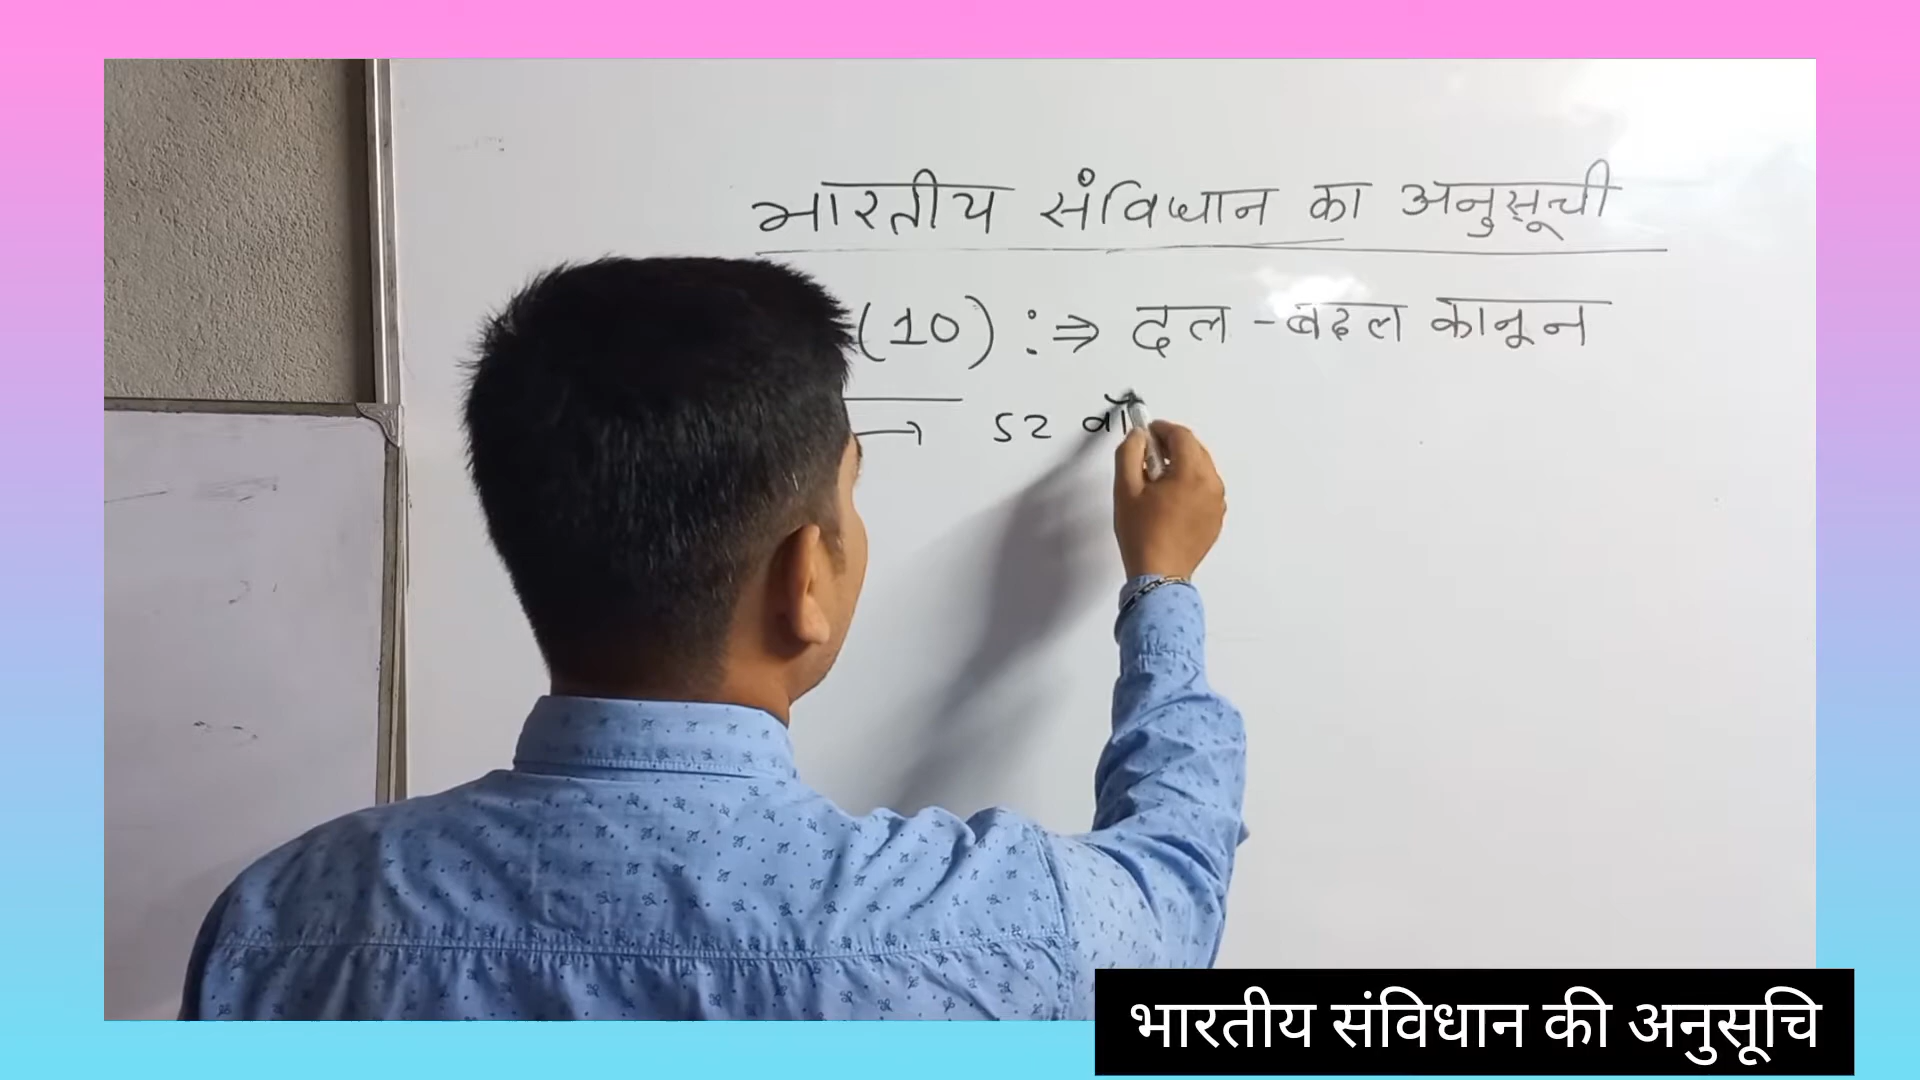 भारतीय संविधान का अनुसूची
(10) :⇒ दल - बदल कानून
→ 52 वाँ
भारतीय संविधान की अनुसूचि